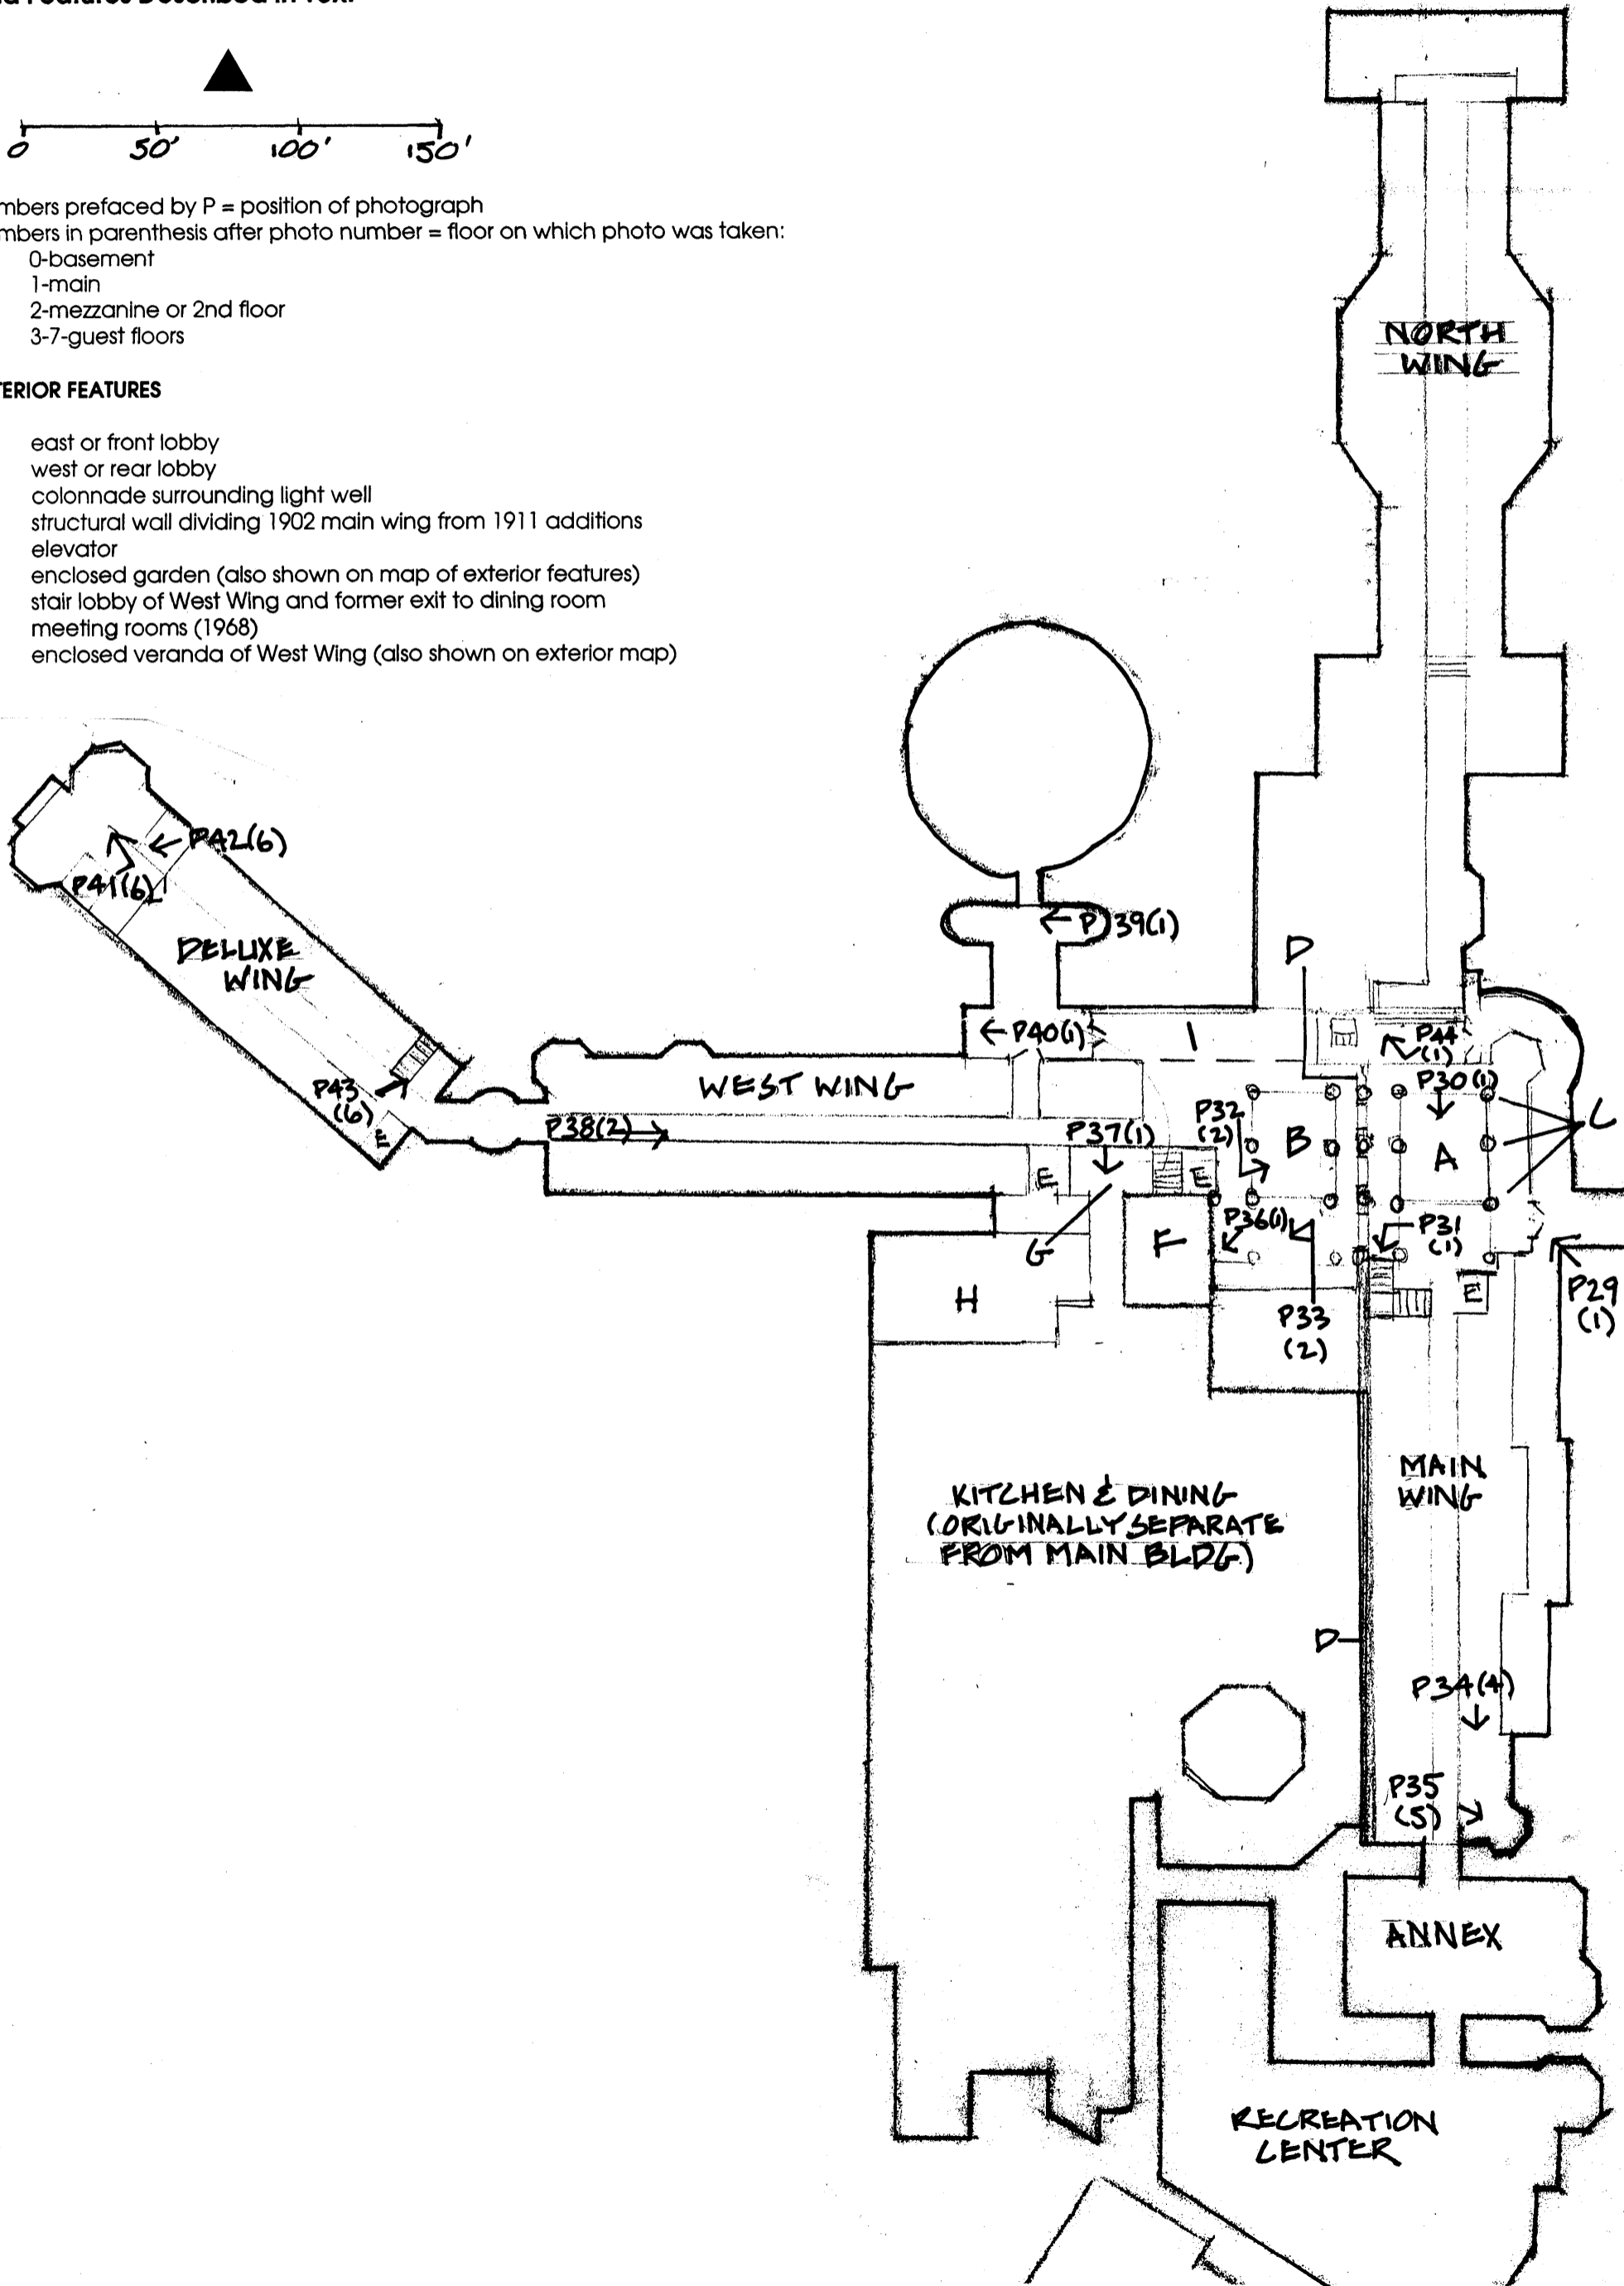 0 50' 100' 150'
mbers prefaced by P = position of photograph
mbers in parenthesis after photo number = floor on which photo was taken:
0-basement
1-main
2-mezzanine or 2nd floor
3-7-guest floors
TERIOR FEATURES
east or front lobby
west or rear lobby
colonnade surrounding light well
structural wall dividing 1902 main wing from 1911 additions
elevator
enclosed garden (also shown on map of exterior features)
stair lobby of West Wing and former exit to dining room
meeting rooms (1968)
enclosed veranda of West Wing (also shown on exterior map)
NORTH
WING
P42(6)
P41(6)
DELUXE
WING
P39(1)
D
P40(1)
I
P44
(1)
P43
(6)
E
WEST WING
P30(1)
C
P38(2)
P37(1)
P32
(2)
B
A
E
E
G
F
P36(1)
P31
(1)
H
P33
(2)
E
P29
(1)
MAIN
WING
KITCHEN & DINING
(ORIGINALLY SEPARATE
FROM MAIN BLDG)
D
P34(4)
P35
(5)
ANNEX
RECREATION
CENTER